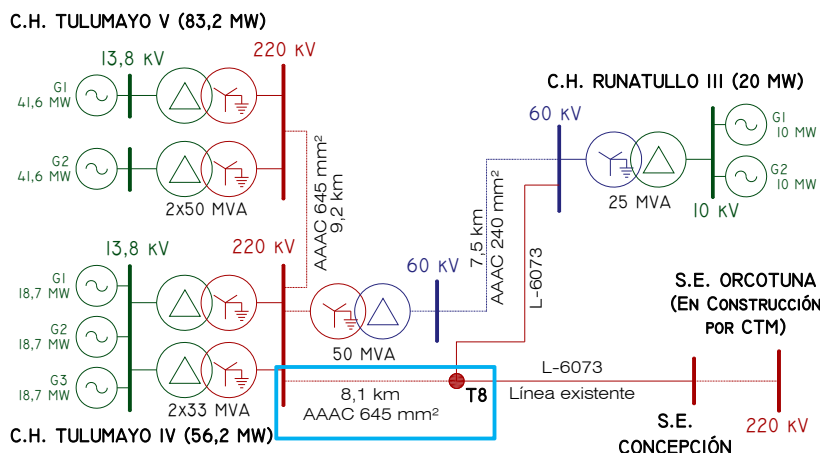 C.H. TULUMAYO V (83,2 MW)
13,8 KV
220 KV
G1
41,6 MW
G2
41,6 MW
2x50 MVA
AAAC 645 mm²
9,2 km
C.H. RUNATULLO III (20 MW)
60 KV
G1
10 MW
G2
10 MW
25 MVA
10 KV
7,5 km
AAAC 240 mm²
L-6073
13,8 KV
220 KV
60 KV
G1
18,7 MW
G2
18,7 MW
G3
18,7 MW
2x33 MVA
50 MVA
C.H. TULUMAYO IV (56,2 MW)
8,1 km
AAAC 645 mm²
T8
L-6073
Línea existente
S.E.
CONCEPCIÓN
S.E. ORCOTUNA
(EN CONSTRUCCIÓN
POR CTM)
220 KV